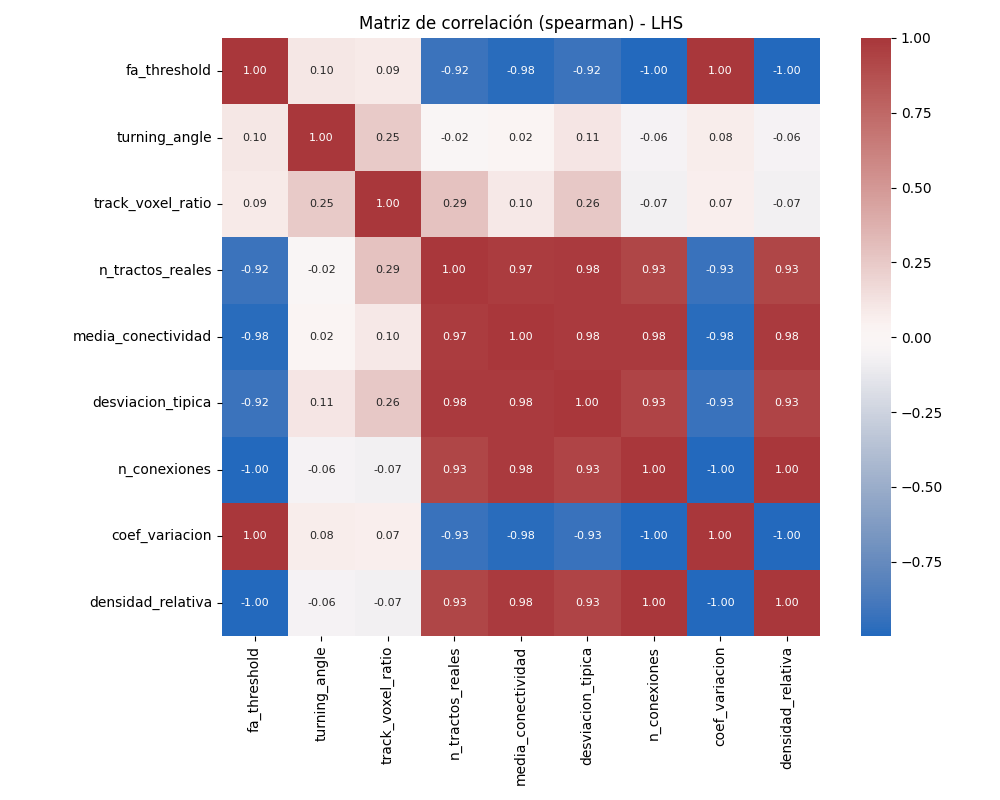 Matriz de correlación (spearman) - LHS
fa_threshold 1.00 0.10 0.09 -0.92 -0.98 -0.92 -1.00 1.00 -1.00
turning_angle 0.10 1.00 0.25 -0.02 0.02 0.11 -0.06 0.08 -0.06
track_voxel_ratio 0.09 0.25 1.00 0.29 0.10 0.26 -0.07 0.07 -0.07
n_tractos_reales -0.92 -0.02 0.29 1.00 0.97 0.98 0.93 -0.93 0.93
media_conectividad -0.98 0.02 0.10 0.97 1.00 0.98 0.98 -0.98 0.98
desviacion_tipica -0.92 0.11 0.26 0.98 0.98 1.00 0.93 -0.93 0.93
n_conexiones -1.00 -0.06 -0.07 0.93 0.98 0.93 1.00 -1.00 1.00
coef_variacion 1.00 0.08 0.07 -0.93 -0.98 -0.93 -1.00 1.00 -1.00
densidad_relativa -1.00 -0.06 -0.07 0.93 0.98 0.93 1.00 -1.00 1.00
fa_threshold
turning_angle
track_voxel_ratio
n_tractos_reales
media_conectividad
desviacion_tipica
n_conexiones
coef_variacion
densidad_relativa
1.00
0.75
0.50
0.25
0.00
−0.25
−0.50
−0.75